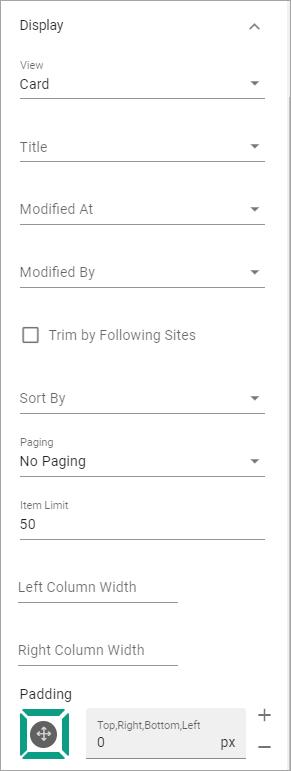 Display
View
Card
Title
Modified At
Modified By
Trim by Following Sites
Sort By
Paging
No Paging
Item Limit
50
Left Column Width
Right Column Width
Padding
Top,Right,Bottom,Left
0 px